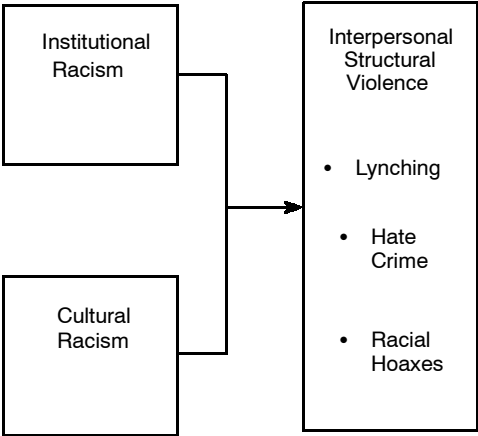 Institutional
Racism
Cultural
Racism
Interpersonal
Structural
Violence
• Lynching
• Hate
Crime
• Racial
Hoaxes